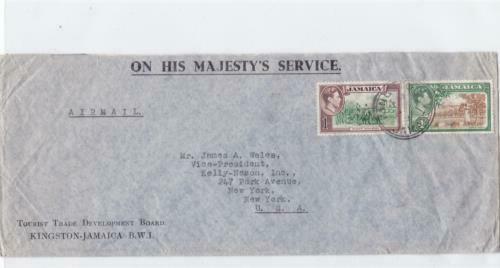 ON HIS MAJESTY'S SERVICE.
JAMAICA
JAMAICA
AIRMAIL.
Mr. James A. Wales,
Vice-President,
Kelly-Nason, Inc.,
247 Park Avenue,
New York.
New York.
U. S. A.
TOURIST TRADE DEVELOPMENT BOARD.
KINGSTON-JAMAICA B.W.I.